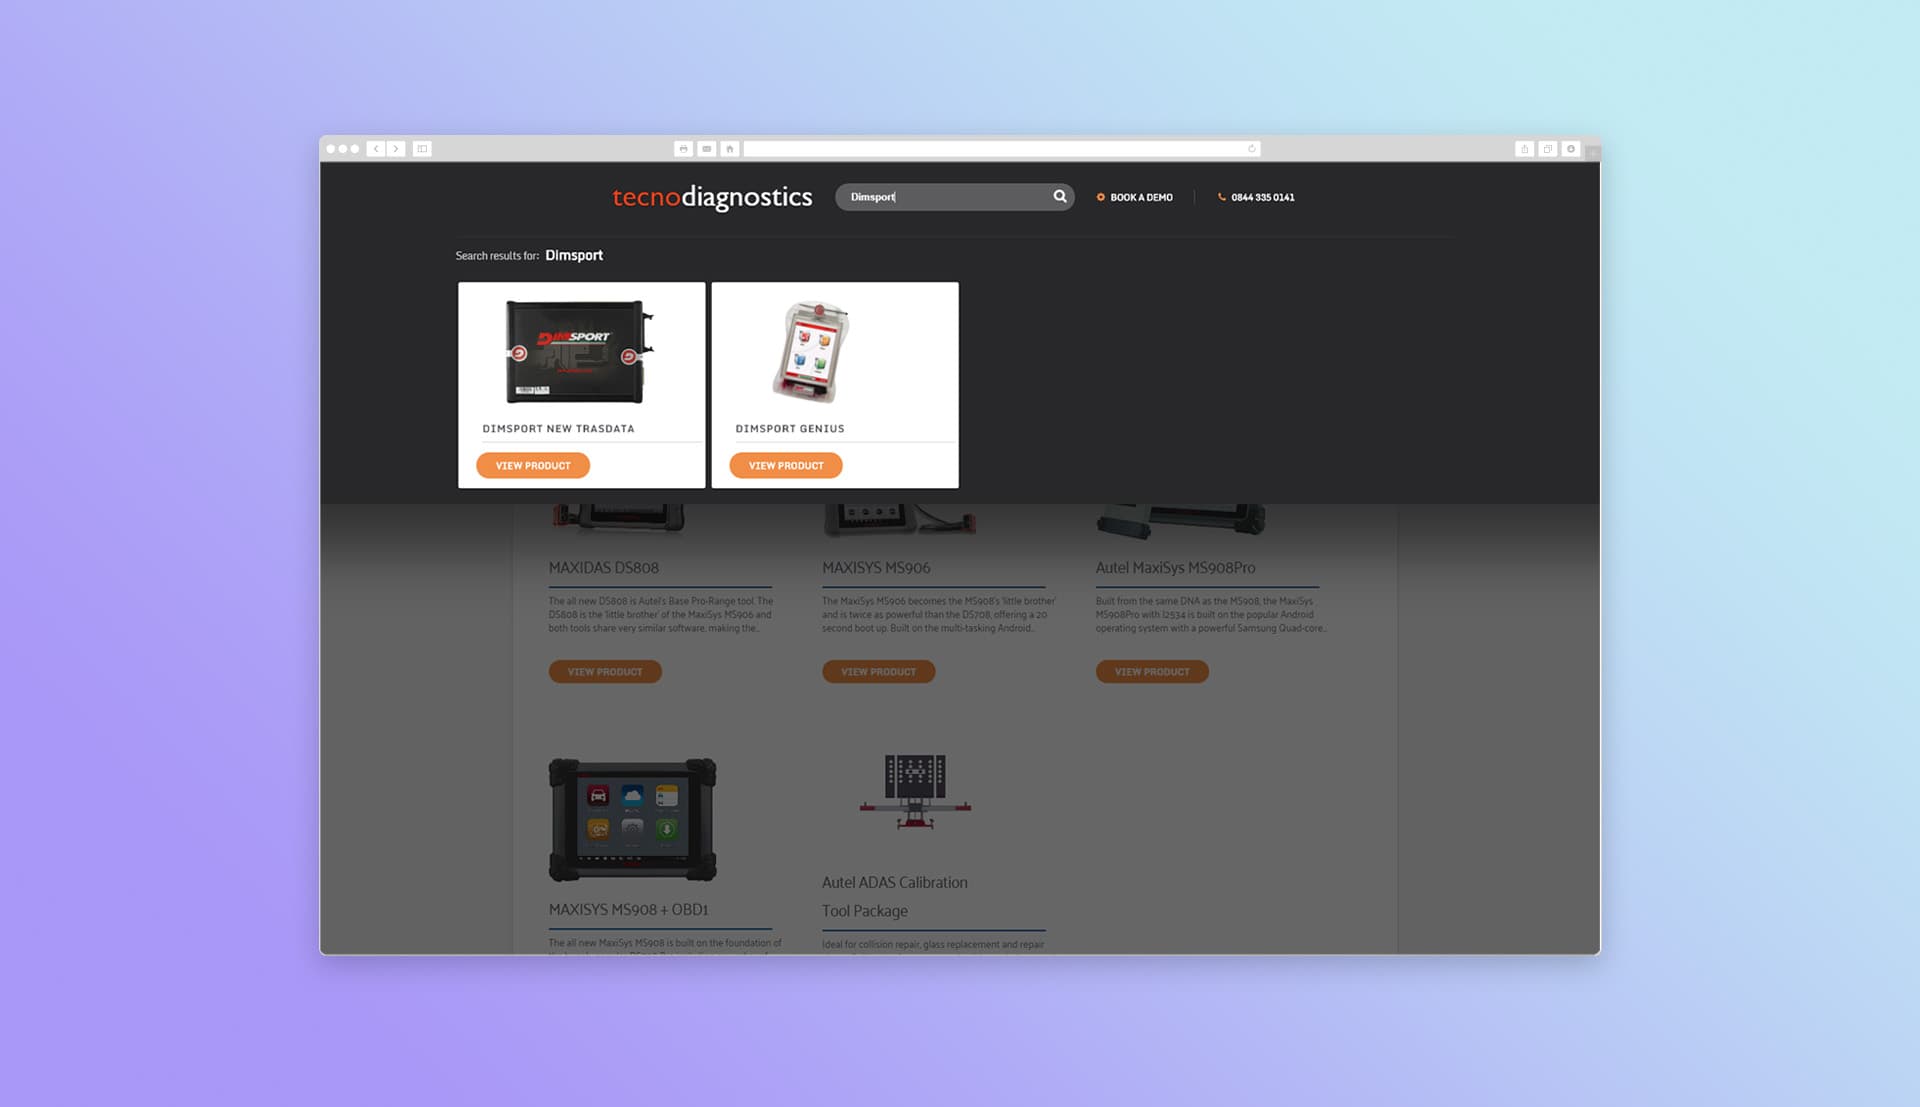 tecnodiagnostics
Dimsport
BOOK A DEMO
0844 335 0141
Search results for: Dimsport
DIMSPORT
DIMSPORT NEW TRASDATA
VIEW PRODUCT
DIMSPORT GENIUS
VIEW PRODUCT
MAXIDAS DS808
The all new DS808 is Autel's Base Pro-Range tool. The
DS808 is the 'little brother' of the MaxiSys MS906 and
both tools share very similar software, making the...
VIEW PRODUCT
MAXISYS MS906
The MaxiSys MS906 becomes the MS908's 'little brother'
and is twice as powerful than the DS708, offering a 20
second boot up. Built on the multi-tasking Android...
VIEW PRODUCT
Autel MaxiSys MS908Pro
Built from the same DNA as the MS908, the MaxiSys
MS908Pro with J2534 is built on the popular Android
operating system with a powerful Samsung Quad-core...
VIEW PRODUCT
MAXISYS MS908 + OBD1
The all new MaxiSys MS908 is built on the foundation of
Autel ADAS Calibration
Tool Package
Ideal for collision repair, glass replacement and repair